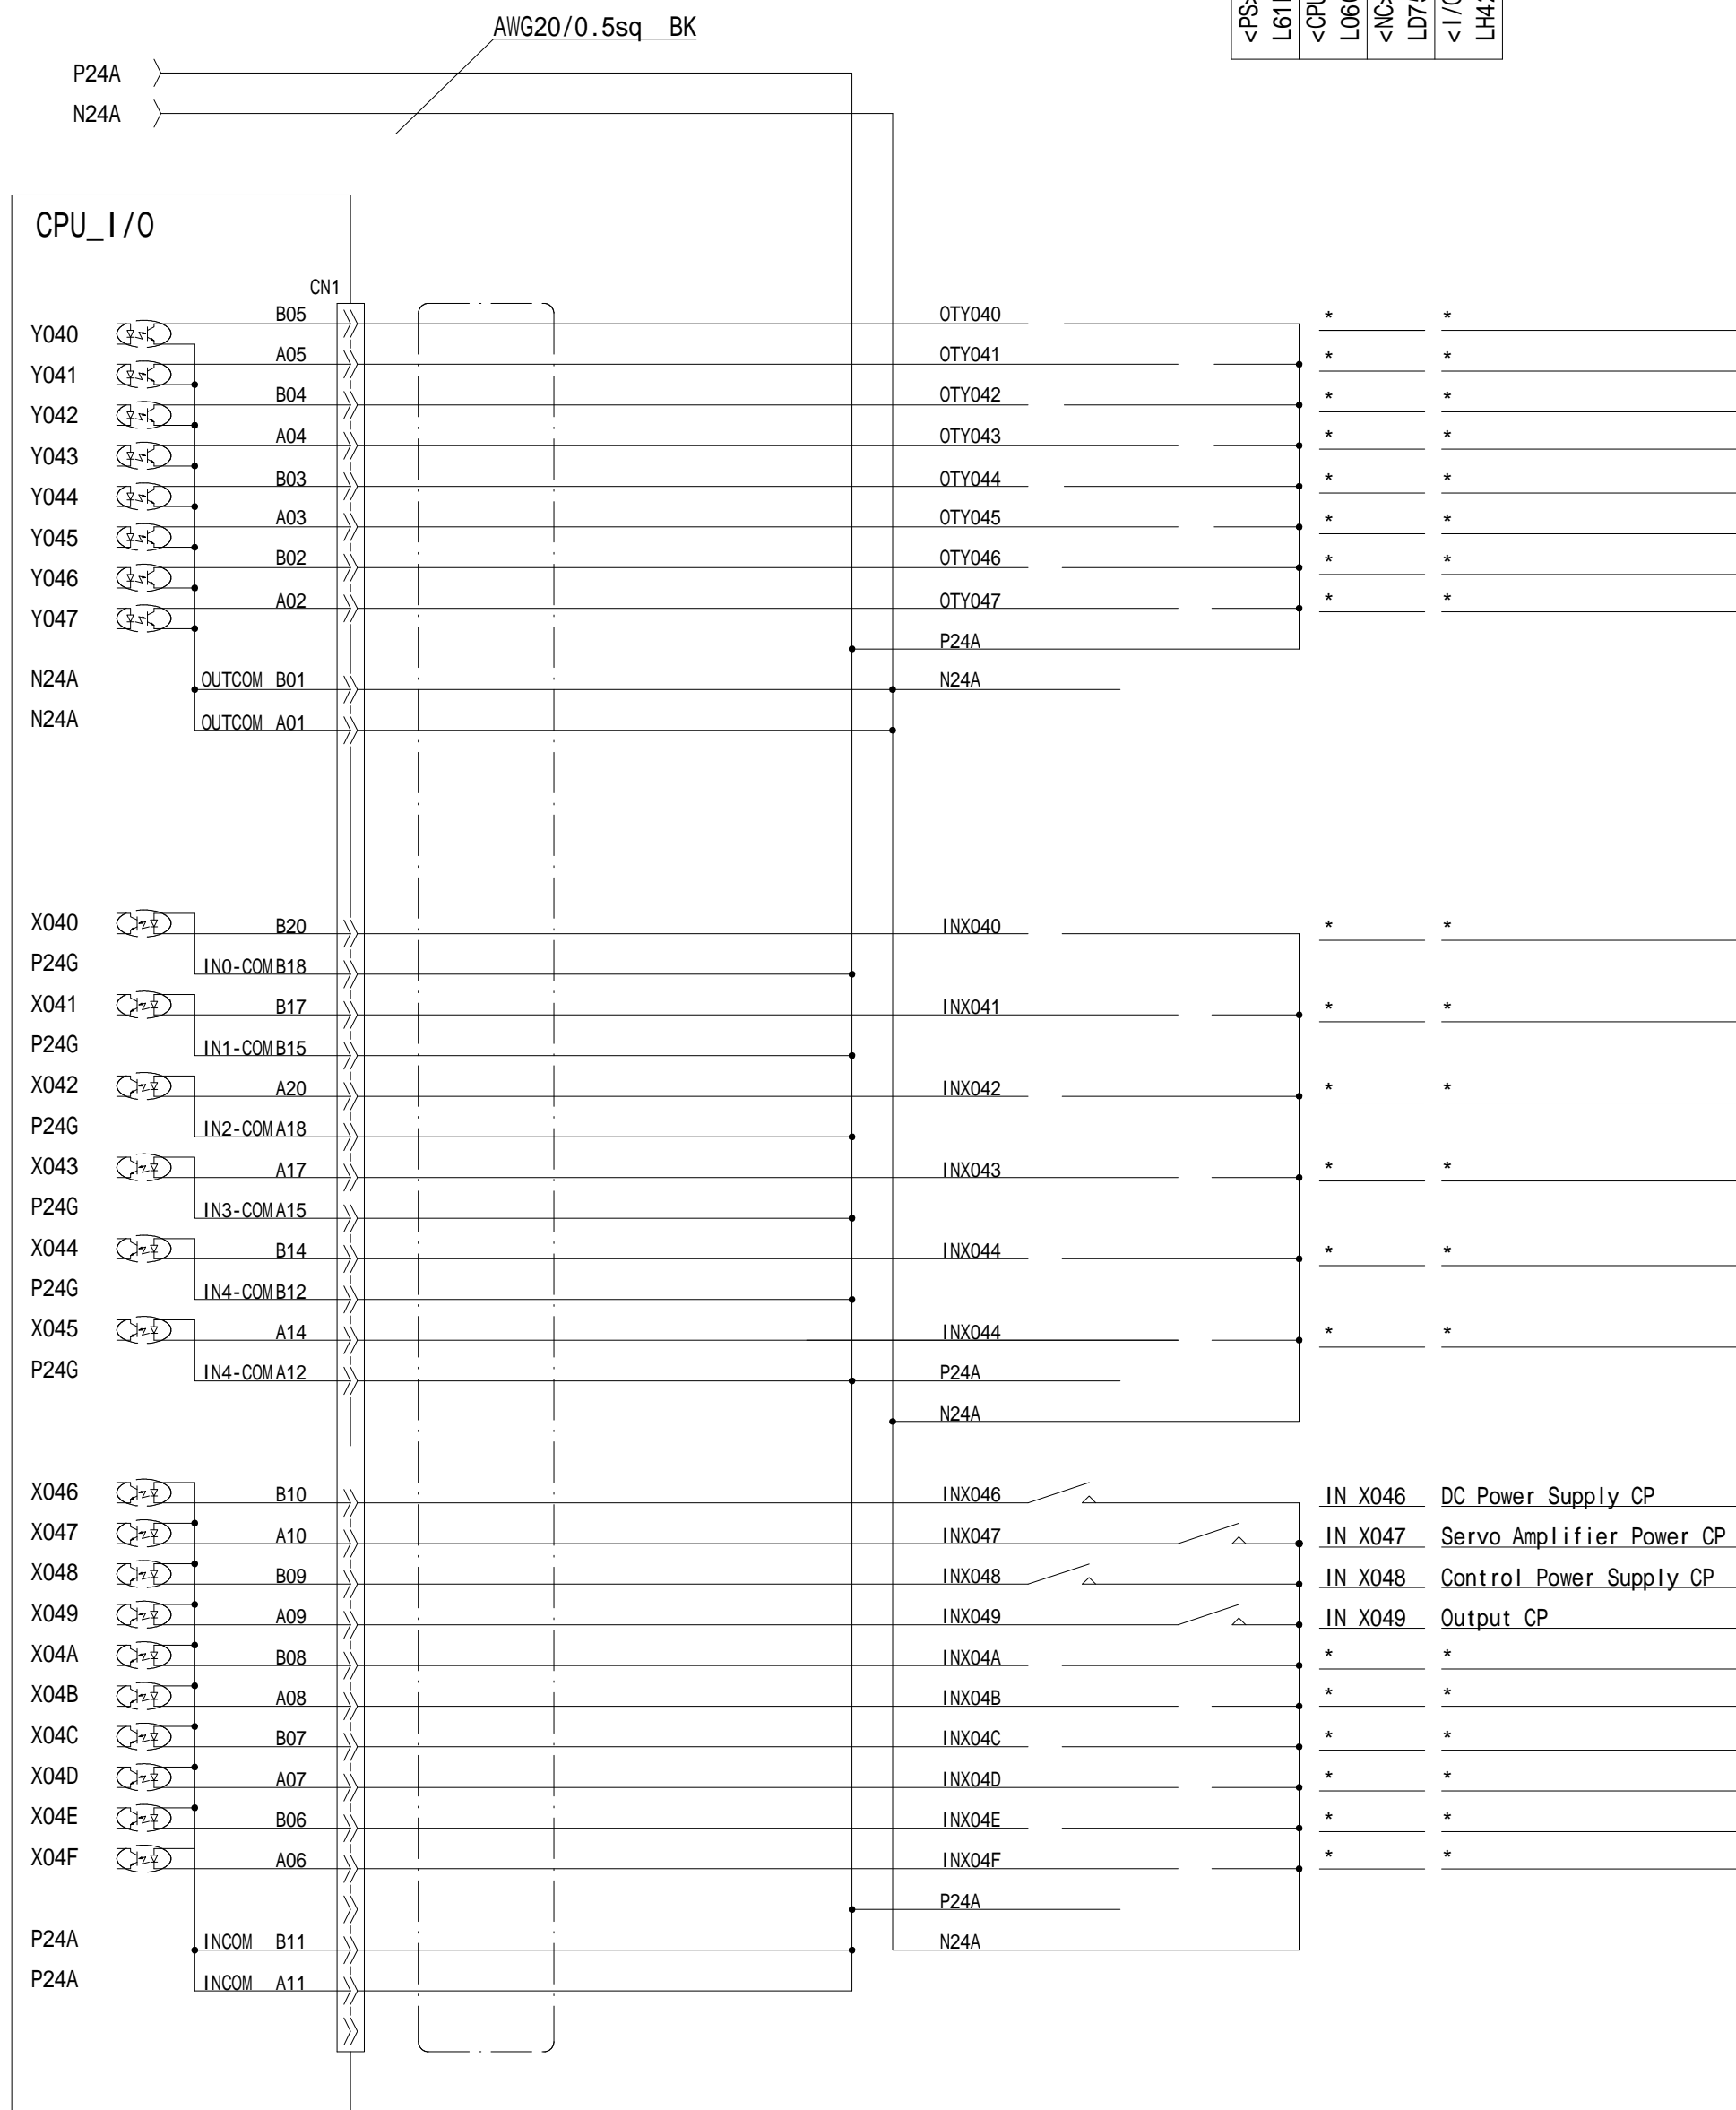 AWG20/0.5sq BK
P24A
N24A
<PS>
<NC>
CPU_I/O
CN1
Y040 B05 OTY040 * *
Y041 A05 OTY041 * *
Y042 B04 OTY042 * *
Y043 A04 OTY043 * *
Y044 B03 OTY044 * *
Y045 A03 OTY045 * *
Y046 B02 OTY046 * *
Y047 A02 OTY047 * *
P24A
N24A OUTCOM B01 N24A
N24A OUTCOM A01
X040 B20 INX040 * *
P24G IN0-COM B18
X041 B17 INX041 * *
P24G IN1-COM B15
X042 A20 INX042 * *
P24G IN2-COM A18
X043 A17 INX043 * *
P24G IN3-COM A15
X044 B14 INX044 * *
P24G IN4-COM B12
X045 A14 INX044 * *
P24G IN4-COM A12 P24A
N24A
X046 B10 INX046 IN X046 DC Power Supply CP
X047 A10 INX047 IN X047 Servo Amplifier Power CP
X048 B09 INX048 IN X048 Control Power Supply CP
X049 A09 INX049 IN X049 Output CP
X04A B08 INX04A * *
X04B A08 INX04B * *
X04C B07 INX04C * *
X04D A07 INX04D * *
X04E B06 INX04E * *
X04F A06 INX04F * *
P24A
P24A INCOM B11 N24A
P24A INCOM A11